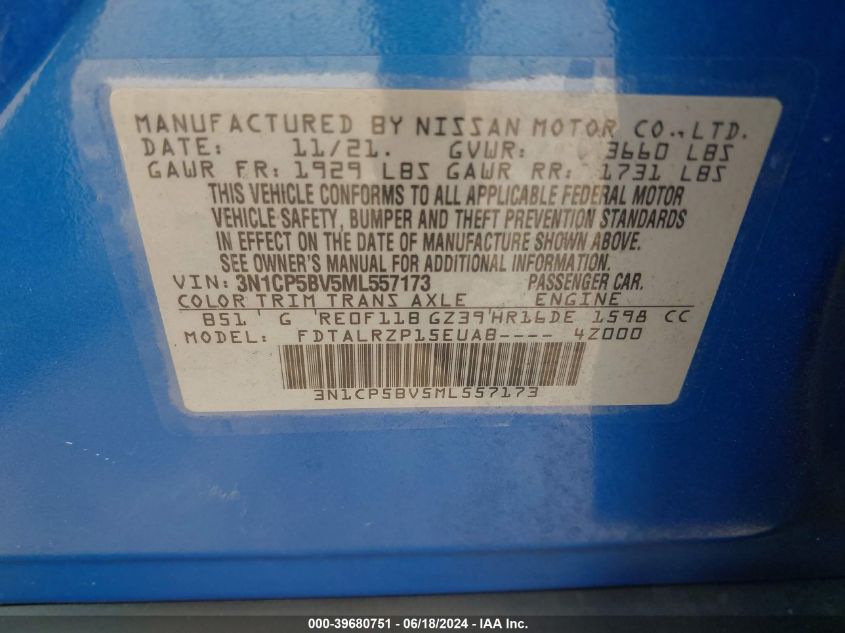 MANUFACTURED BY NISSAN MOTOR CO., LTD.
DATE: 11/21. GVWR: 3660 LBS
GAWR FR: 1929 LBS GAWR RR: 1731 LBS
THIS VEHICLE CONFORMS TO ALL APPLICABLE FEDERAL MOTOR
VEHICLE SAFETY, BUMPER AND THEFT PREVENTION STANDARDS
IN EFFECT ON THE DATE OF MANUFACTURE SHOWN ABOVE.
SEE OWNER'S MANUAL FOR ADDITIONAL INFORMATION.
VIN: 3N1CP5BV5ML557173 PASSENGER CAR.
COLOR TRIM TRANS AXLE ENGINE
B51 G RE0F11B GZ39 HR16DE 1598 CC
MODEL: FDTALRZP15EUAB---- 4Z000
3N1CP5BV5ML557173
000-39680751 - 06/18/2024 - IAA Inc.